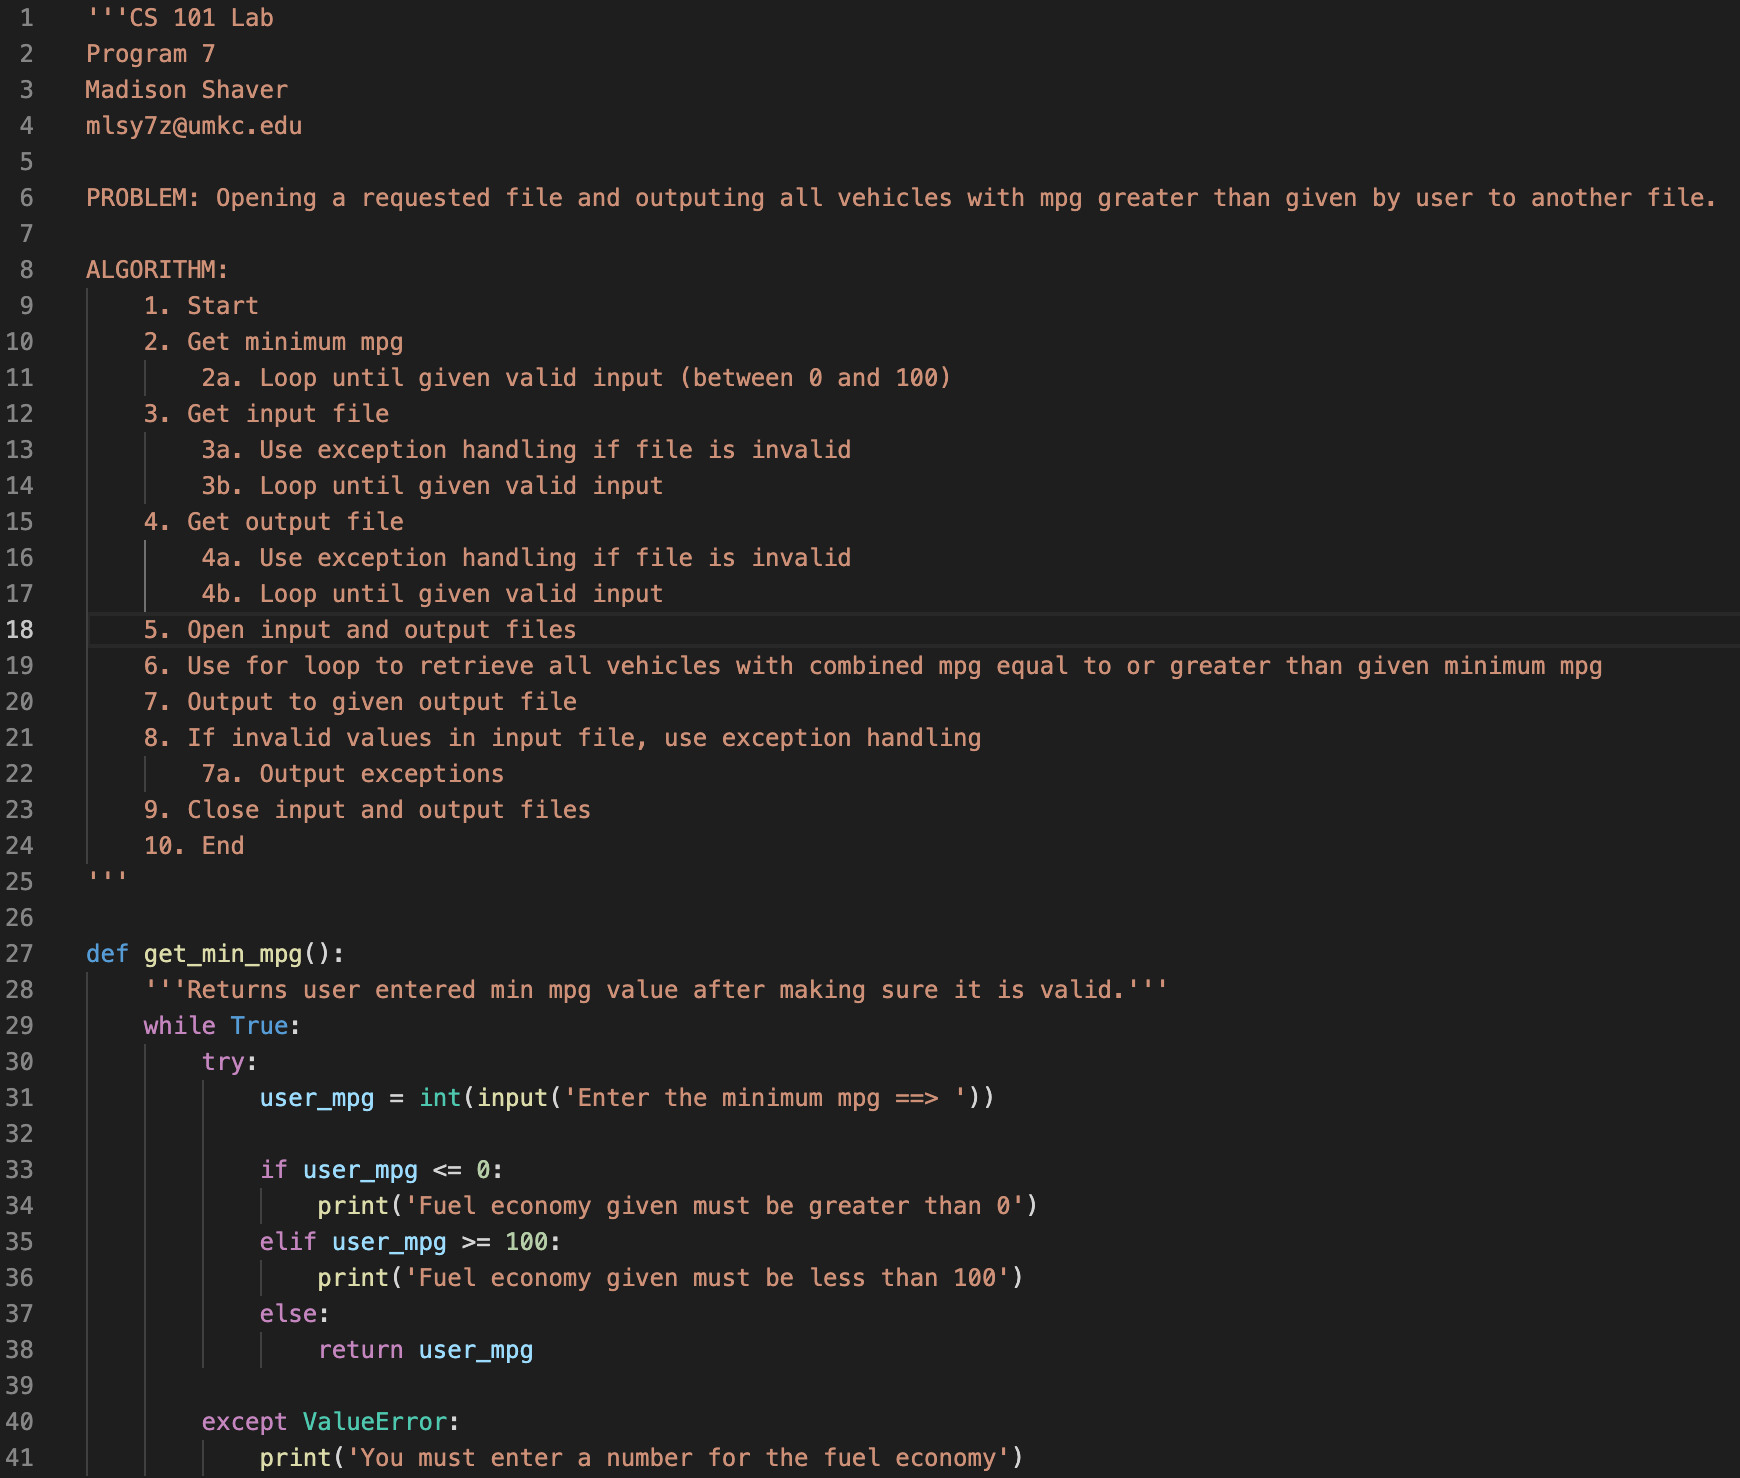 1 '''CS 101 Lab
2 Program 7
3 Madison Shaver
4 mlsy7z@umkc.edu
5
6 PROBLEM: Opening a requested file and outputing all vehicles with mpg greater than given by user to another file.
7
8 ALGORITHM:
9     1. Start
10     2. Get minimum mpg
11         2a. Loop until given valid input (between 0 and 100)
12     3. Get input file
13         3a. Use exception handling if file is invalid
14         3b. Loop until given valid input
15     4. Get output file
16         4a. Use exception handling if file is invalid
17         4b. Loop until given valid input
18     5. Open input and output files
19     6. Use for loop to retrieve all vehicles with combined mpg equal to or greater than given minimum mpg
20     7. Output to given output file
21     8. If invalid values in input file, use exception handling
22         7a. Output exceptions
23     9. Close input and output files
24     10. End
25 '''
26
27 def get_min_mpg():
28     '''Returns user entered min mpg value after making sure it is valid.'''
29     while True:
30         try:
31             user_mpg = int(input('Enter the minimum mpg ==> '))
32
33             if user_mpg <= 0:
34                 print('Fuel economy given must be greater than 0')
35             elif user_mpg >= 100:
36                 print('Fuel economy given must be less than 100')
37             else:
38                 return user_mpg
39
40         except ValueError:
41             print('You must enter a number for the fuel economy')